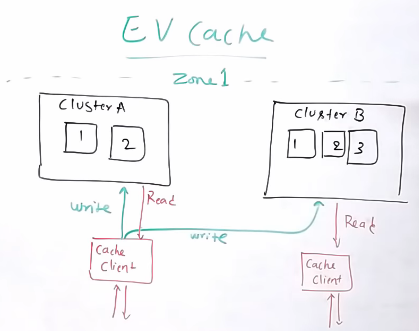 EV Cache
Zone 1
Cluster A
1 2
Cluster B
1 2 3
write
Read
write
Read
Cache
Client
Cache
Client